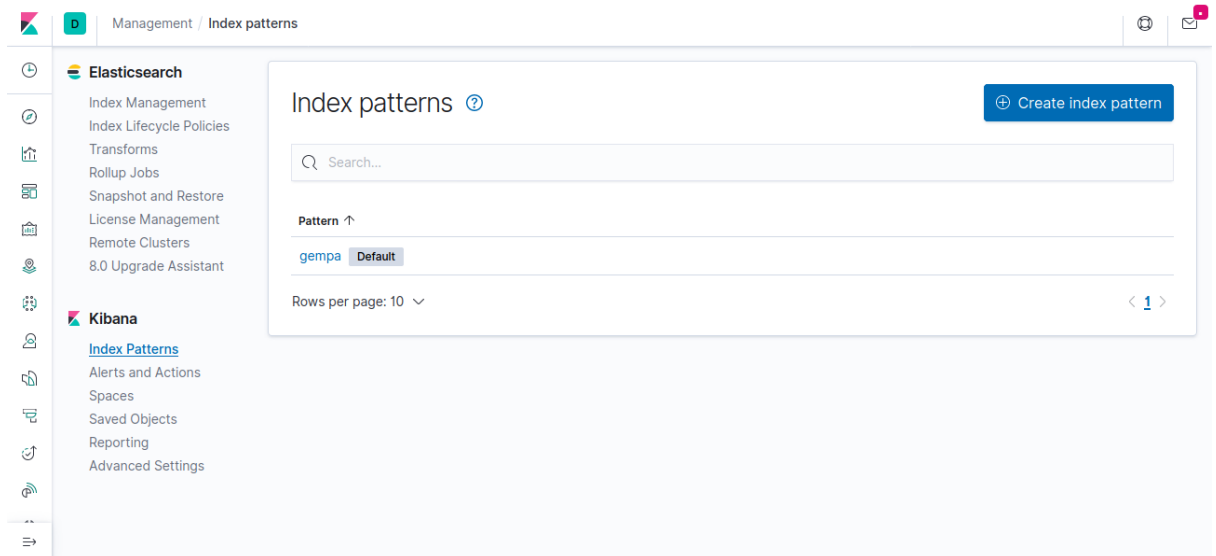 D
Management / Index patterns
Elasticsearch
Index Management
Index Lifecycle Policies
Transforms
Rollup Jobs
Snapshot and Restore
License Management
Remote Clusters
8.0 Upgrade Assistant
Kibana
Index Patterns
Alerts and Actions
Spaces
Saved Objects
Reporting
Advanced Settings
Index patterns
Create index pattern
Search...
Pattern
gempa Default
Rows per page: 10
1